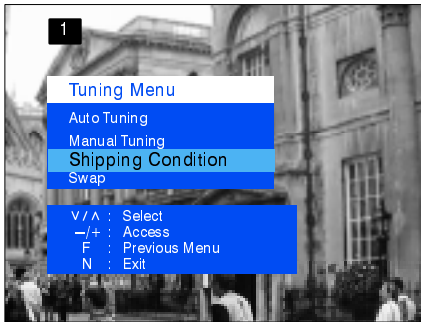 1
Tuning Menu
Auto Tuning
Manual Tuning
Shipping Condition
Swap
∨/∧ : Select
−/+ : Access
F : Previous Menu
N : Exit